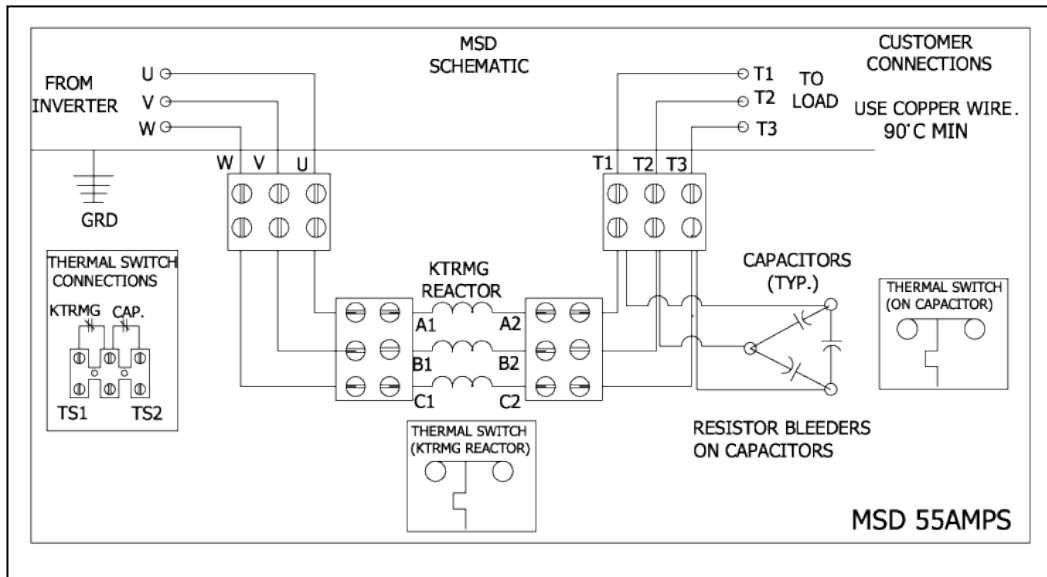 MSD
SCHEMATIC
CUSTOMER
CONNECTIONS
FROM
INVERTER
U
V
W
T1
T2
T3
TO
LOAD
USE COPPER WIRE.
90°C MIN
W V U
T1 T2 T3
GRD
THERMAL SWITCH
CONNECTIONS
KTRMG CAP.
TS1 TS2
KTRMG
REACTOR
A1 A2
B1 B2
C1 C2
CAPACITORS
(TYP.)
THERMAL SWITCH
(ON CAPACITOR)
THERMAL SWITCH
(KTRMG REACTOR)
RESISTOR BLEEDERS
ON CAPACITORS
MSD 55AMPS